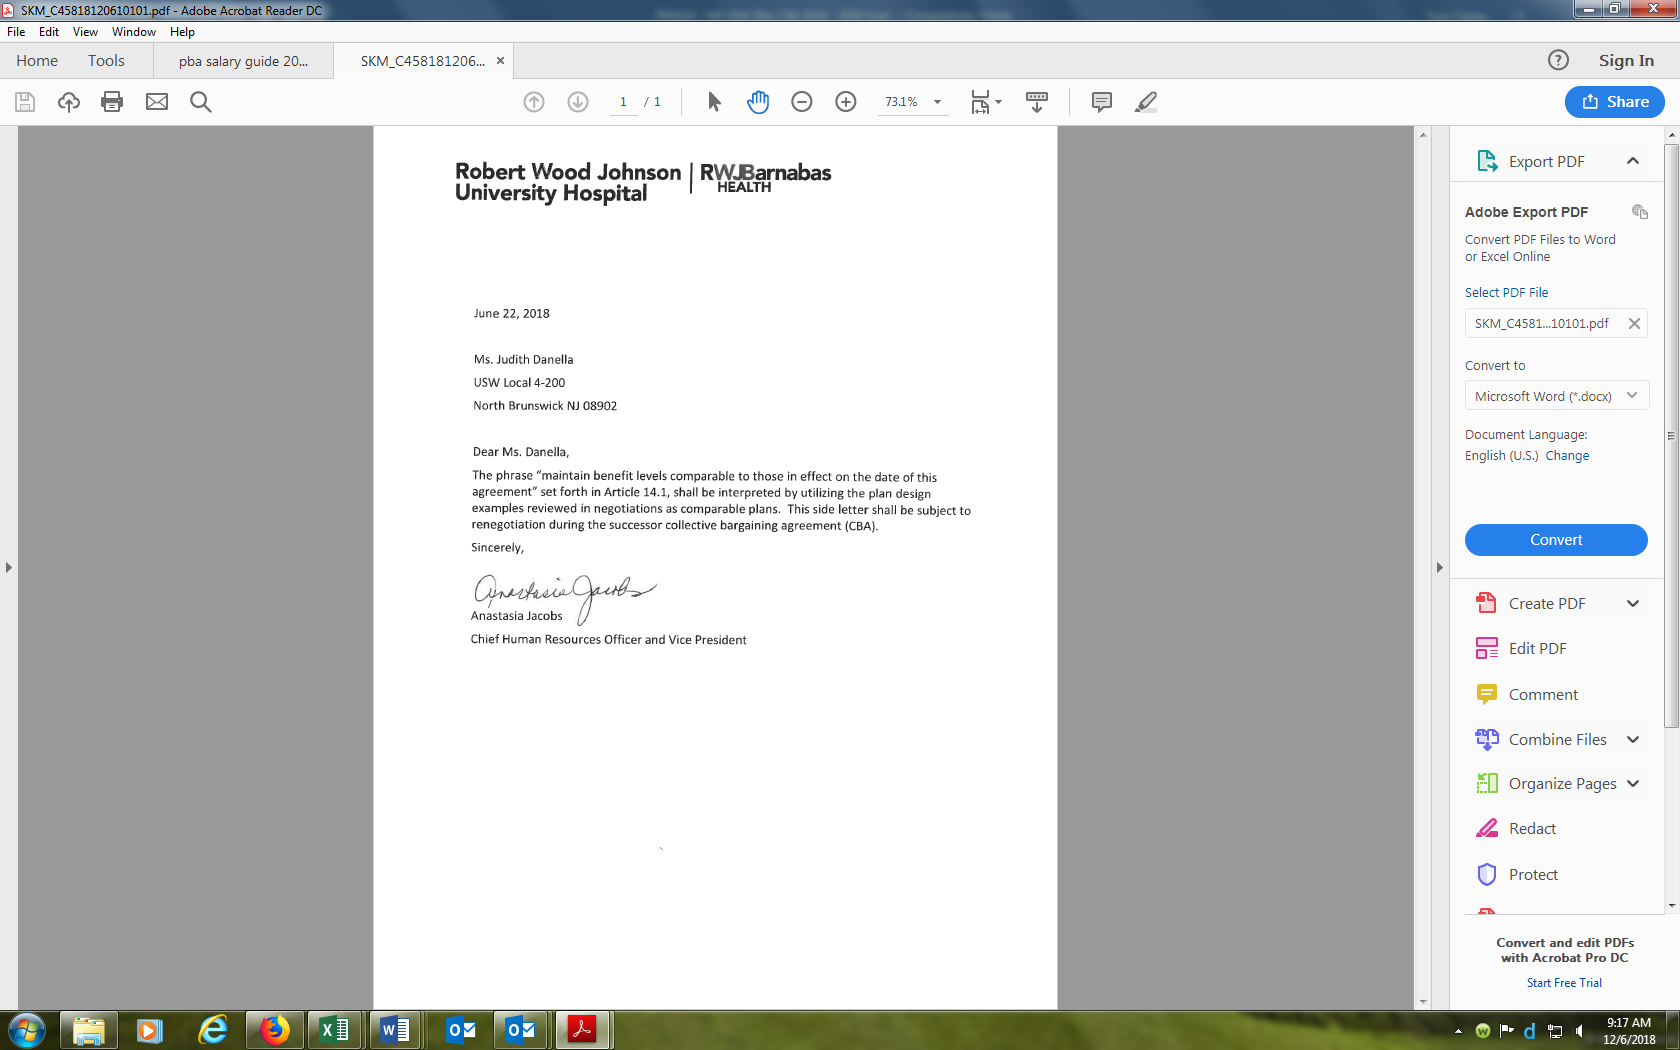 SKM_C45818120610101.pdf - Adobe Acrobat Reader DC
File Edit View Window Help
Home Tools pba salary guide 20... SKM_C458181206... × Sign In
1 / 1 73.1% Share
Robert Wood Johnson
University Hospital
RWJBarnabas
HEALTH
June 22, 2018
Ms. Judith Danella
USW Local 4-200
North Brunswick NJ 08902
Dear Ms. Danella,
The phrase “maintain benefit levels comparable to those in effect on the date of this
agreement” set forth in Article 14.1, shall be interpreted by utilizing the plan design
examples reviewed in negotiations as comparable plans. This side letter shall be subject to
renegotiation during the successor collective bargaining agreement (CBA).
Sincerely,
Anastasia Jacobs
Anastasia Jacobs
Chief Human Resources Officer and Vice President
Export PDF
Adobe Export PDF
Convert PDF Files to Word
or Excel Online
Select PDF File
SKM_C4581...10101.pdf
Convert to
Microsoft Word (*.docx)
Document Language:
English (U.S.) Change
Convert
Create PDF
Edit PDF
Comment
Combine Files
Organize Pages
Redact
Protect
Convert and edit PDFs
with Acrobat Pro DC
Start Free Trial
9:17 AM
12/6/2018